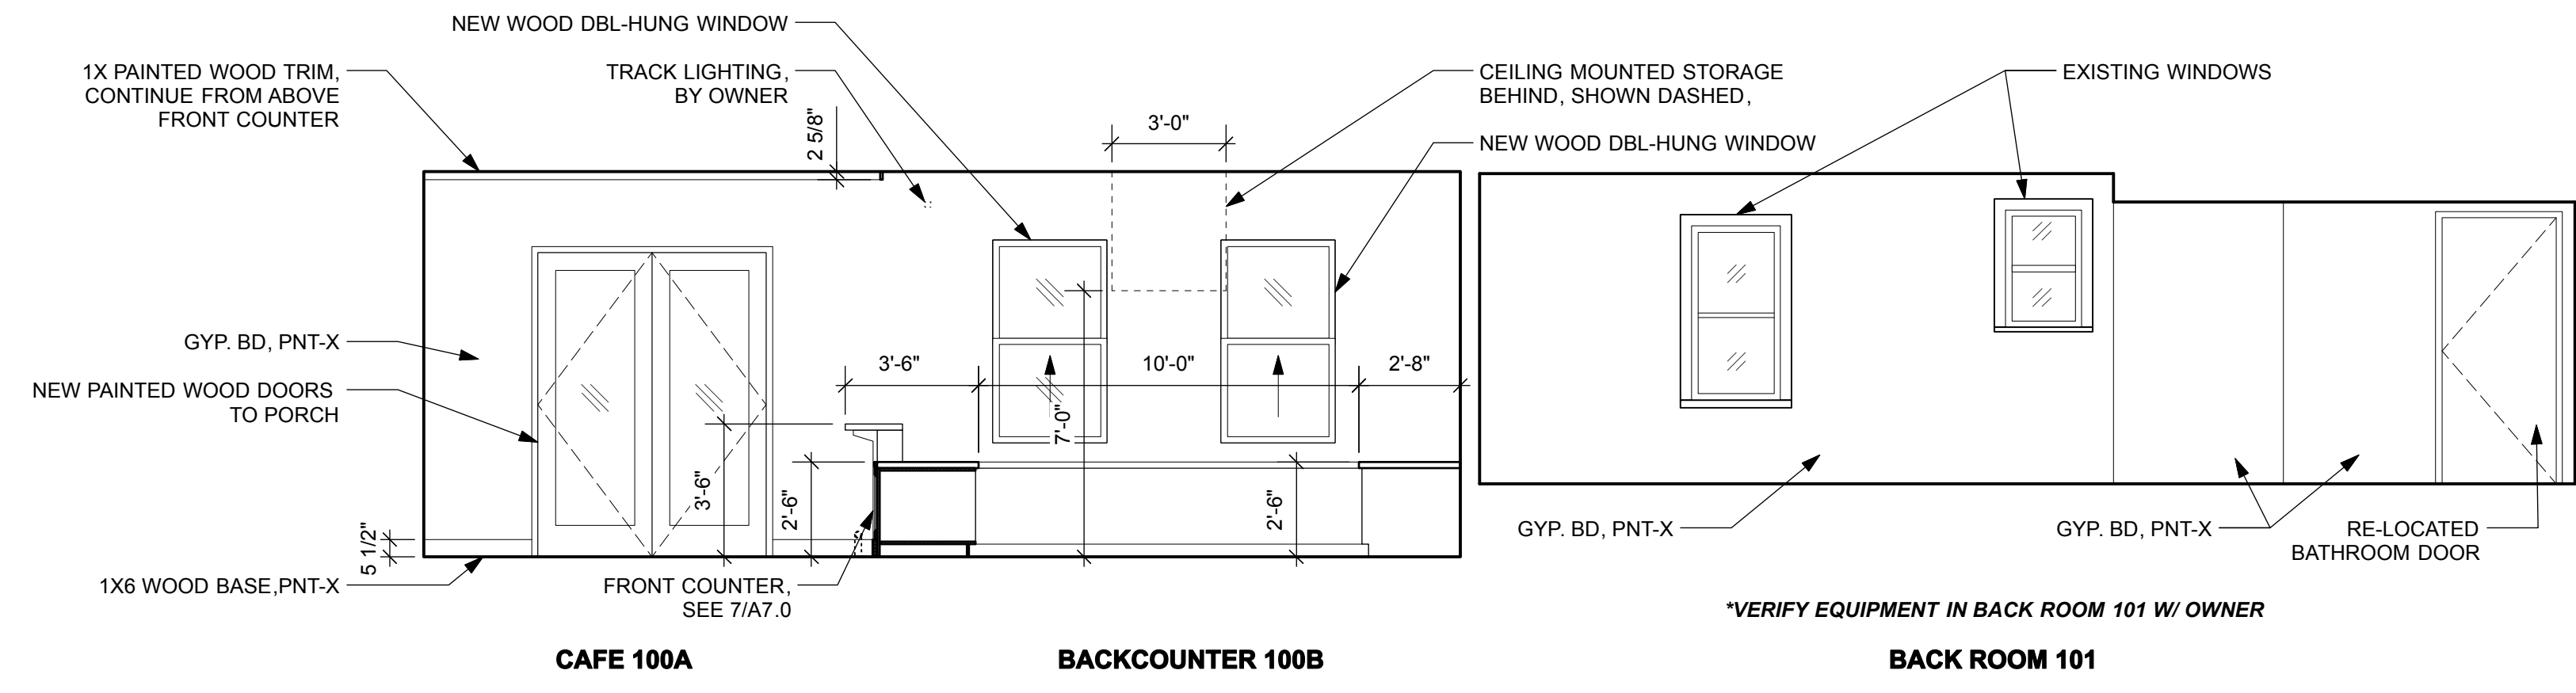 NEW WOOD DBL-HUNG WINDOW
1X PAINTED WOOD TRIM,
CONTINUE FROM ABOVE
FRONT COUNTER
TRACK LIGHTING,
BY OWNER
2 5/8"
3'-0"
CEILING MOUNTED STORAGE
BEHIND, SHOWN DASHED,
NEW WOOD DBL-HUNG WINDOW
EXISTING WINDOWS
GYP. BD, PNT-X
NEW PAINTED WOOD DOORS
TO PORCH
3'-6"
10'-0"
2'-8"
7'-0"
3'-6"
2'-6"
2'-6"
5 1/2"
1X6 WOOD BASE,PNT-X
FRONT COUNTER,
SEE 7/A7.0
GYP. BD, PNT-X
GYP. BD, PNT-X
RE-LOCATED
BATHROOM DOOR
*VERIFY EQUIPMENT IN BACK ROOM 101 W/ OWNER
CAFE 100A
BACKCOUNTER 100B
BACK ROOM 101